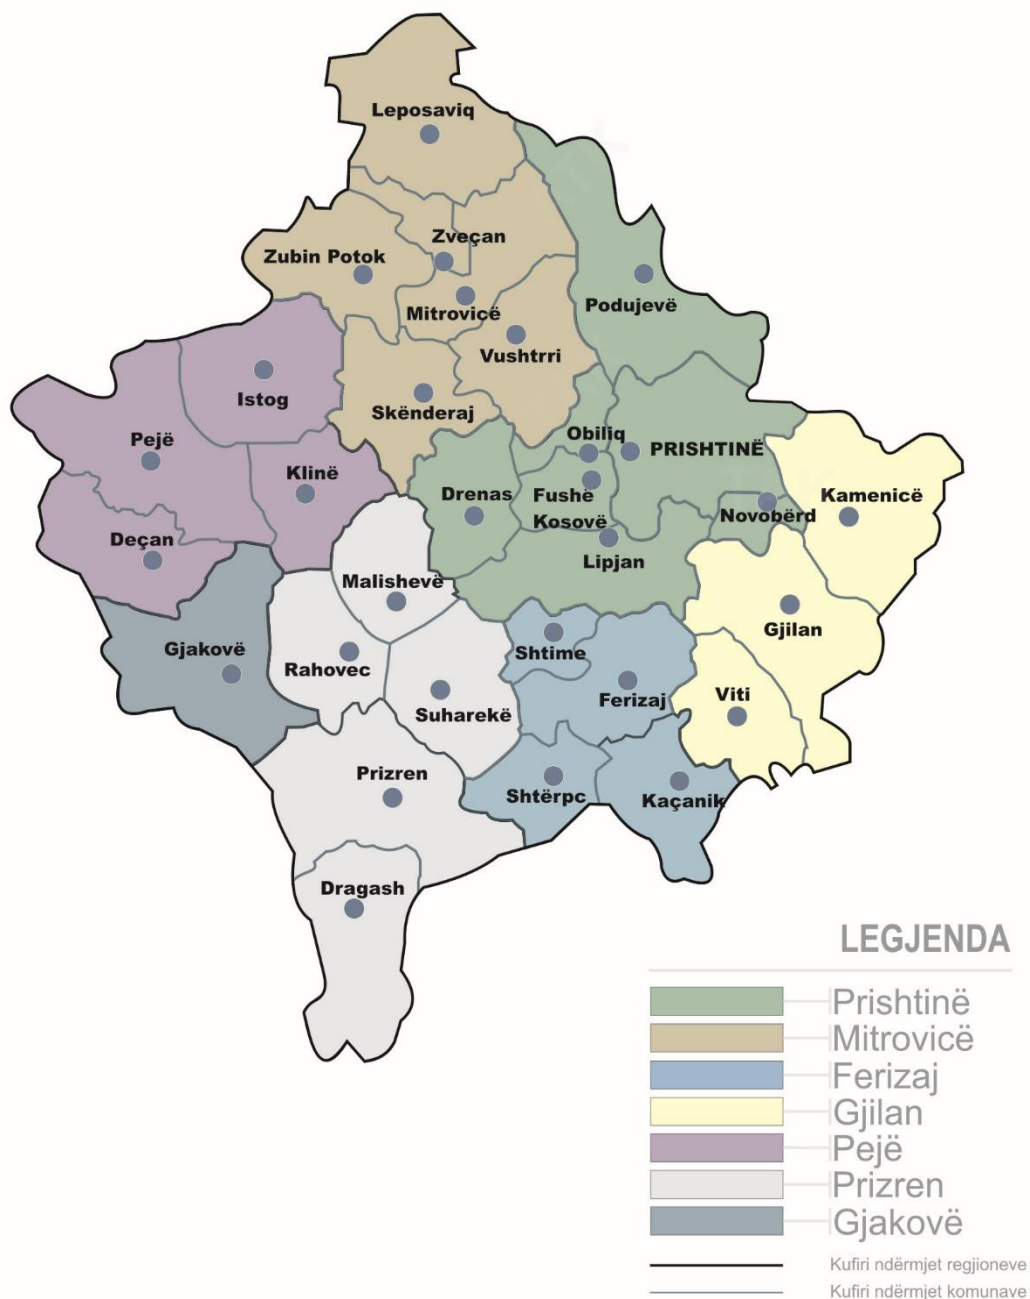 Leposaviq
Zveçan
Zubin Potok
Podujevë
Mitrovicë
Vushtrri
Istog
Skënderaj
Obiliq
Pejë
PRISHTINË
Klinë
Drenas
Fushë
Kosovë
Kamenicë
Novobërd
Deçan
Lipjan
Malishevë
Gjakovë
Rahovec
Shtime
Gjilan
Suharekë
Ferizaj
Viti
Prizren
Shtërpc
Kaçanik
Dragash
LEGJENDA
Prishtinë
Mitrovicë
Ferizaj
Gjilan
Pejë
Prizren
Gjakovë
Kufiri ndërmjet regjioneve
Kufiri ndërmjet komunave